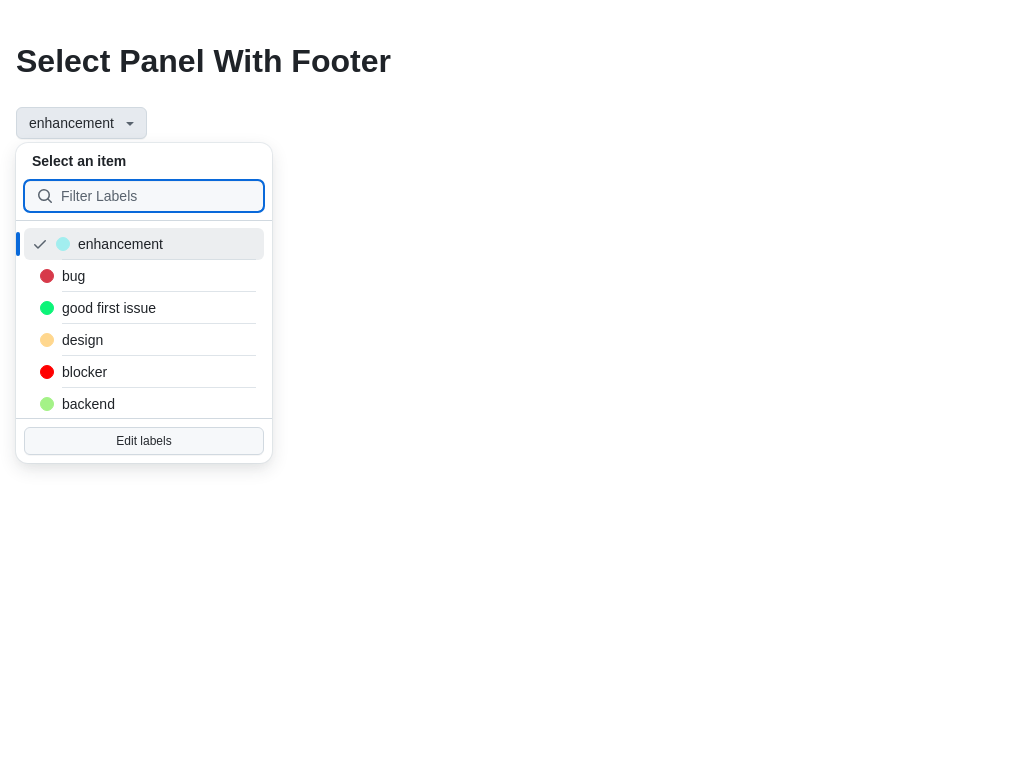 Select Panel With Footer
enhancement
Select an item
Filter Labels
enhancement
bug
good first issue
design
blocker
backend
Edit labels